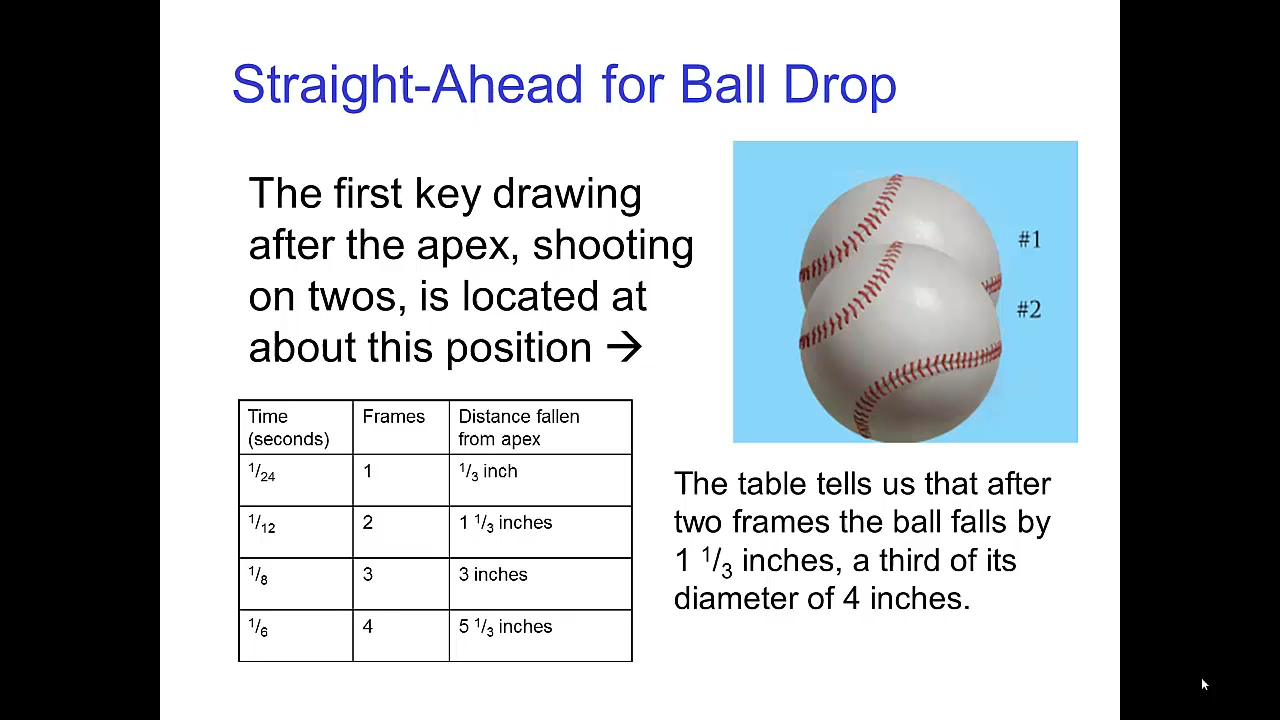 Straight-Ahead for Ball Drop
The first key drawing
after the apex, shooting
on twos, is located at
about this position →
#1
#2
Time (seconds) Frames Distance fallen from apex
1/24 1 1/3 inch
1/12 2 1 1/3 inches
1/8 3 3 inches
1/6 4 5 1/3 inches
The table tells us that after
two frames the ball falls by
1 1/3 inches, a third of its
diameter of 4 inches.